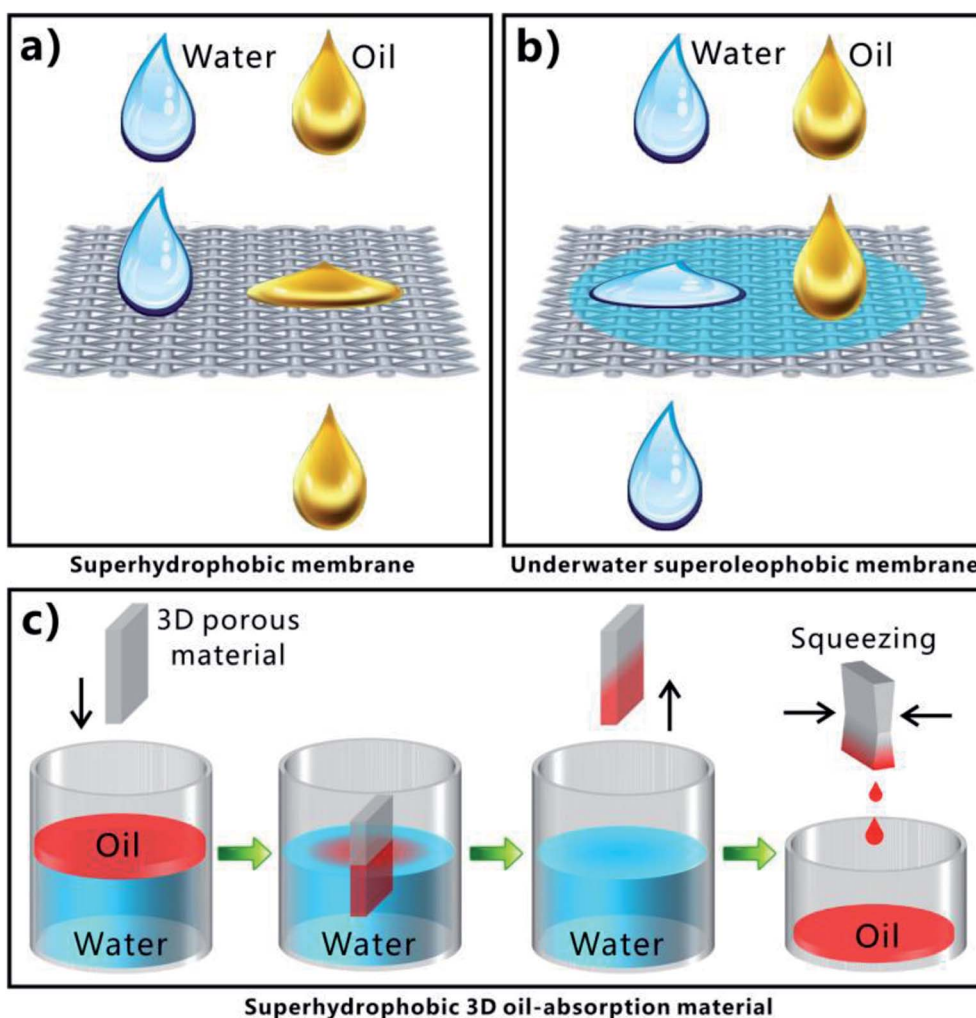 a)
Water Oil
Superhydrophobic membrane
b)
Water Oil
Underwater superoleophobic membrane
c)
3D porous
material
Squeezing
Oil
Water
Water
Water
Oil
Superhydrophobic 3D oil-absorption material